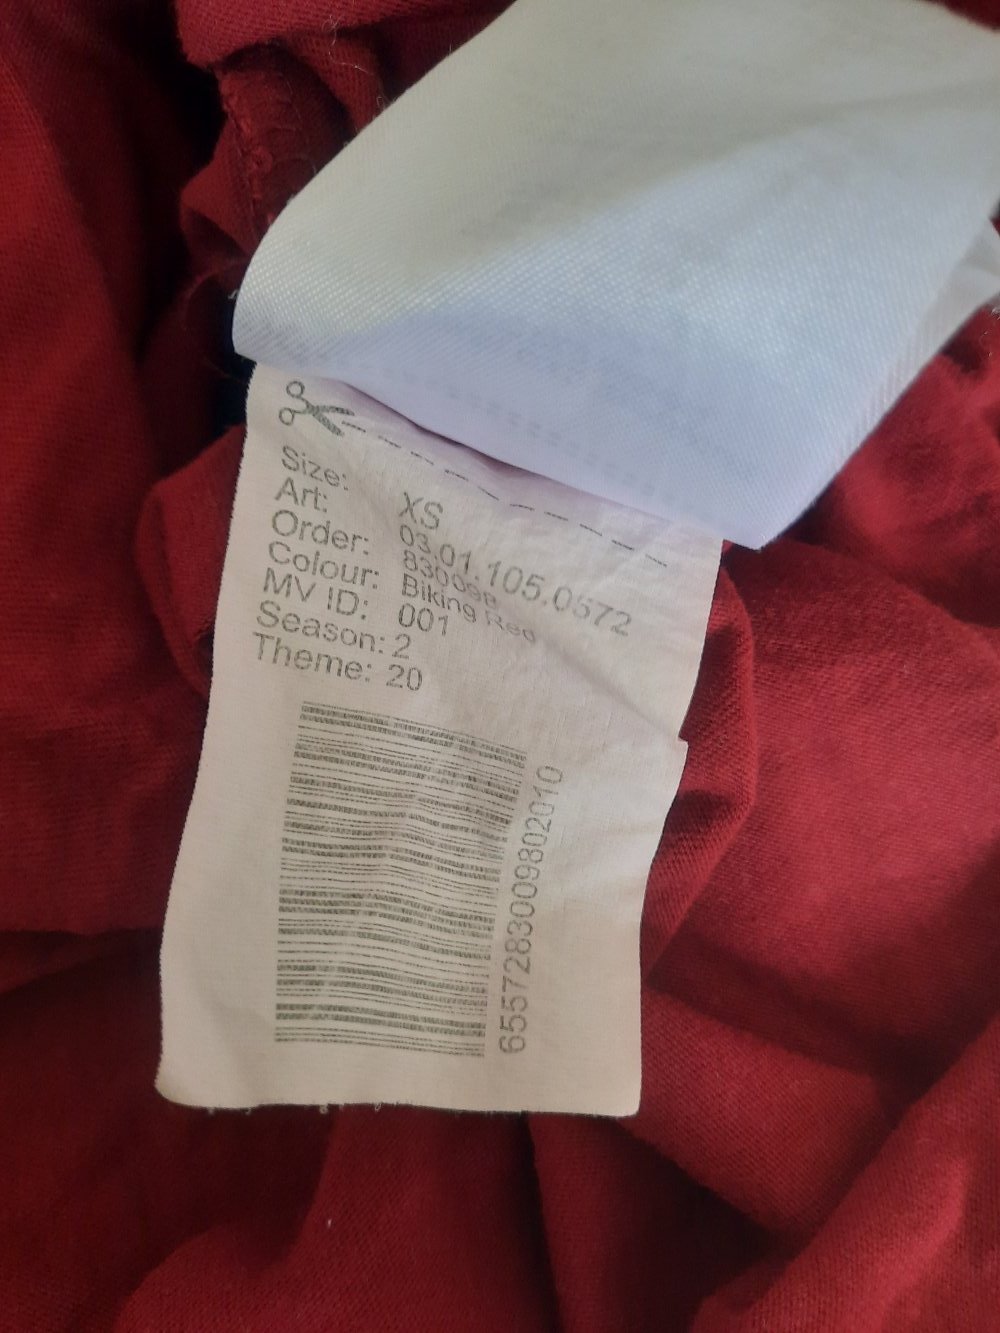 Size: XS
Art: 03.01.105.0572
Order: 830098
Colour: Biking Red
MV ID: 001
Season: 2
Theme: 20
6557283009802010